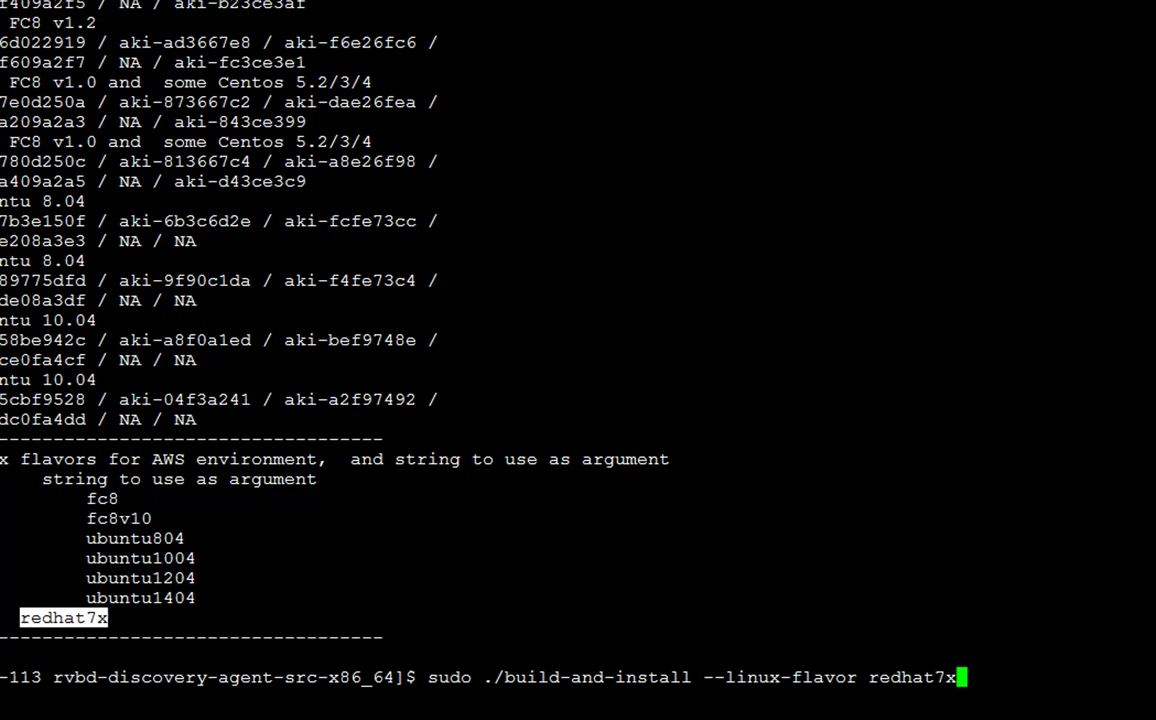 f409a2f5 / NA / aki-b23ce3af
FC8 v1.2
6d022919 / aki-ad3667e8 / aki-f6e26fc6 /
f609a2f7 / NA / aki-fc3ce3e1
FC8 v1.0 and  some Centos 5.2/3/4
7e0d250a / aki-873667c2 / aki-dae26fea /
a209a2a3 / NA / aki-843ce399
FC8 v1.0 and  some Centos 5.2/3/4
780d250c / aki-813667c4 / aki-a8e26f98 /
a409a2a5 / NA / aki-d43ce3c9
ntu 8.04
7b3e150f / aki-6b3c6d2e / aki-fcfe73cc /
e208a3e3 / NA / NA
ntu 8.04
89775dfd / aki-9f90c1da / aki-f4fe73c4 /
de08a3df / NA / NA
ntu 10.04
58be942c / aki-a8f0a1ed / aki-bef9748e /
ce0fa4cf / NA / NA
ntu 10.04
5cbf9528 / aki-04f3a241 / aki-a2f97492 /
dc0fa4dd / NA / NA
-----------------------------------
x flavors for AWS environment,  and string to use as argument
string to use as argument
fc8
fc8v10
ubuntu804
ubuntu1004
ubuntu1204
ubuntu1404
redhat7x
-----------------------------------
-113 rvbd-discovery-agent-src-x86_64]$ sudo ./build-and-install --linux-flavor redhat7x